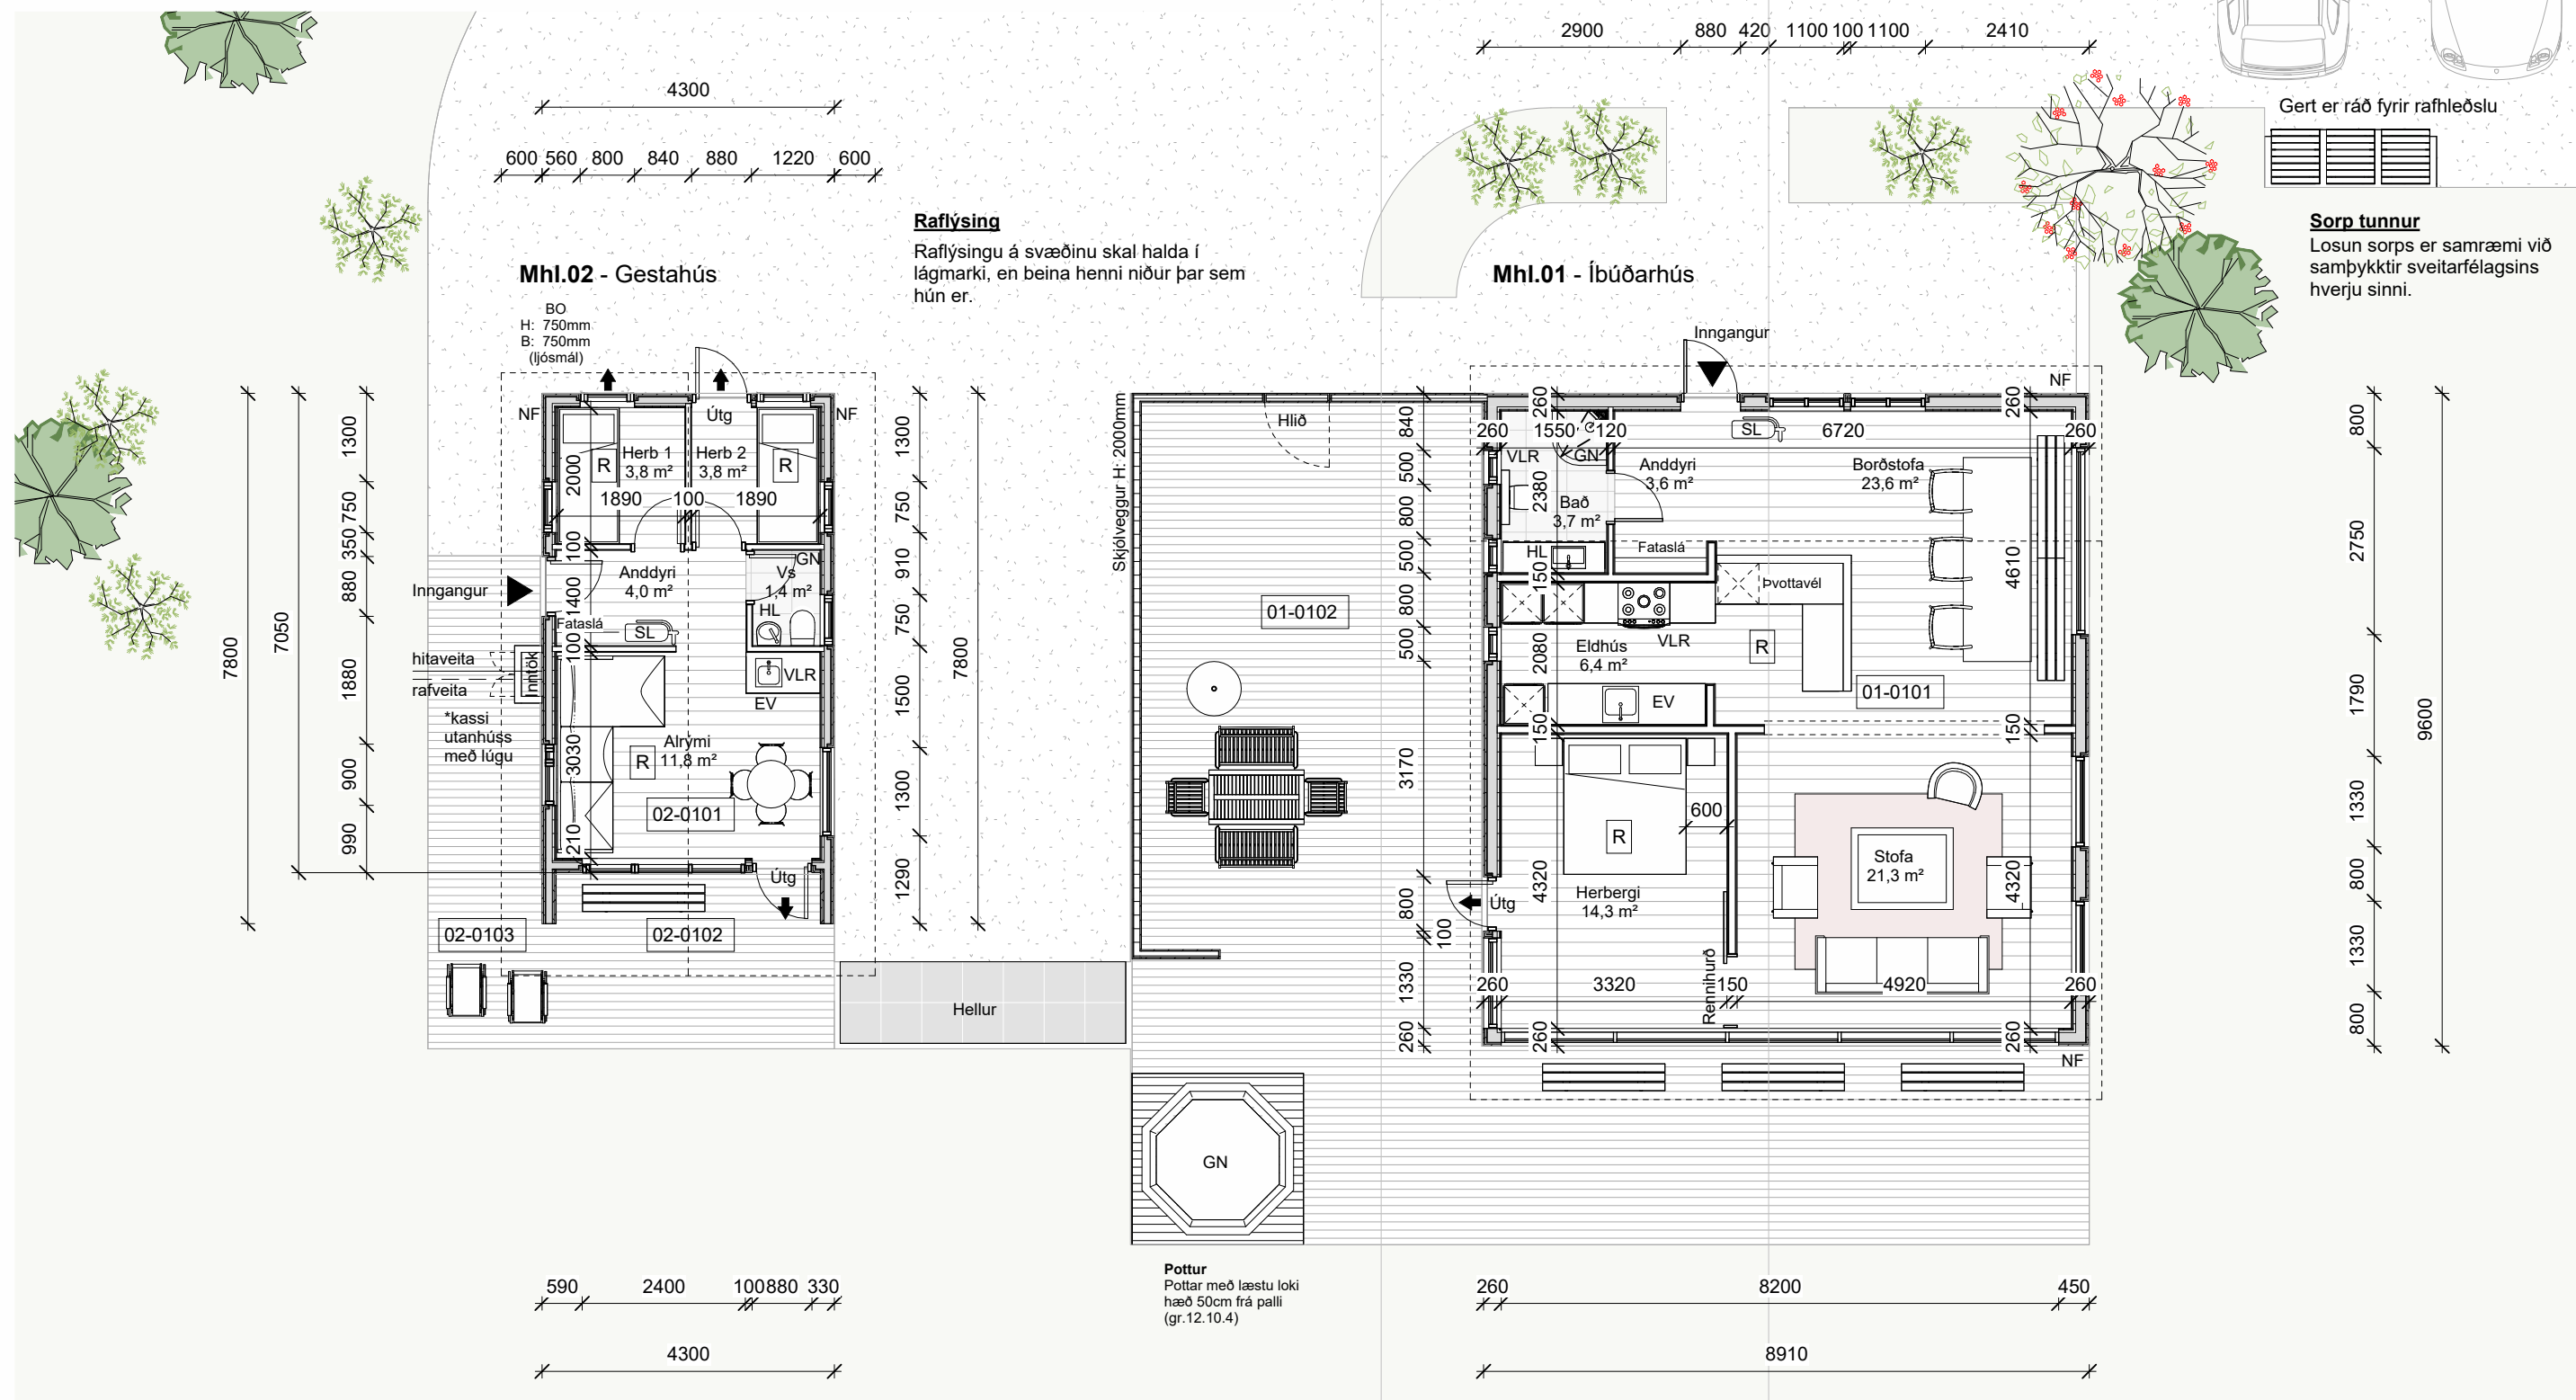 2900 880 420 1100 100 1100 2410
4300
600 560 800 840 880 1220 600
Gert er ráð fyrir rafhleðslu
Raflýsing
Raflýsingu á svæðinu skal halda í
lágmarki, en beina henni niður þar sem
hún er.
Sorp tunnur
Losun sorps er samræmi við
samþykktir sveitarfélagsins
hverju sinni.
Mhl.02 - Gestahús
Mhl.01 - Íbúðarhús
BO
H: 750mm
B: 750mm
(ljósmál)
Inngangur
NF
Útg
NF
Herb 1
3,8 m²
Herb 2
3,8 m²
R
R
2000
1890 100 1890
100
Anddyri
4,0 m²
GN
Vs
1,4 m²
HL
1400
Inngangur
Fataslá
SL
100
hitaveita
rafveita
Inntök
*kassi
utanhúss
með lúgu
VLR
EV
Alrými
11,8 m²
R
3030
02-0101
210
Útg
02-0103
02-0102
7800
7050
1300
750
350
880
1880
900
990
1300
750
910
750
1500
1300
1290
7800
Hellur
590 2400 100 880 330
4300
Skjólveggur H: 2000mm
Hlið
01-0102
840
500
800
500
800
500
3170
800
100
1330
260
NF
260
260
260 1550 120 SL 6720 260
VLR
GN
Anddyri
3,6 m²
Borðstofa
23,6 m²
2380
Bað
3,7 m²
HL
Fataslá
150
Þvottavél
4610
Eldhús
6,4 m²
VLR
R
2080
EV
01-0101
150
150
600
R
Herbergi
14,3 m²
4320
Stofa
21,3 m²
4320
Útg
Rennihurð
260 3320 150 4920 260
260
260
NF
800
2750
1790
1330
800
1330
800
9600
GN
Pottur
Pottar með læstu loki
hæð 50cm frá palli
(gr.12.10.4)
260 8200 450
8910